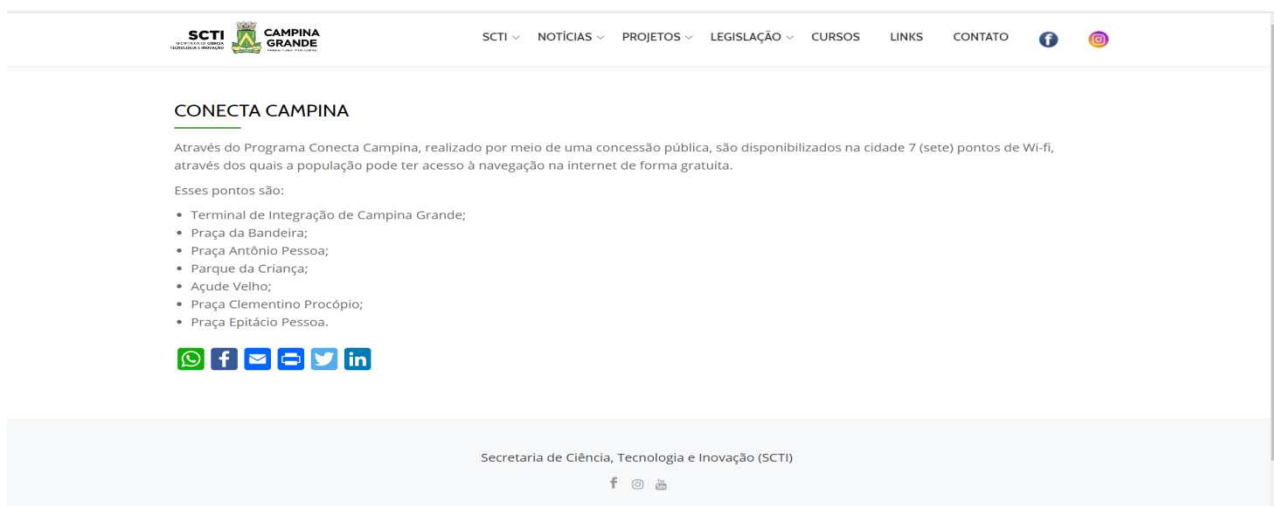 SCTI
CAMPINA
GRANDE
SCTI NOTÍCIAS PROJETOS LEGISLAÇÃO CURSOS LINKS CONTATO
CONECTA CAMPINA
Através do Programa Conecta Campina, realizado por meio de uma concessão pública, são disponibilizados na cidade 7 (sete) pontos de Wi-fi,
através dos quais a população pode ter acesso à navegação na internet de forma gratuita.
Esses pontos são:
Terminal de Integração de Campina Grande;
Praça da Bandeira;
Praça Antônio Pessoa;
Parque da Criança;
Açude Velho;
Praça Clementino Procópio;
Praça Epitácio Pessoa.
Secretaria de Ciência, Tecnologia e Inovação (SCTI)